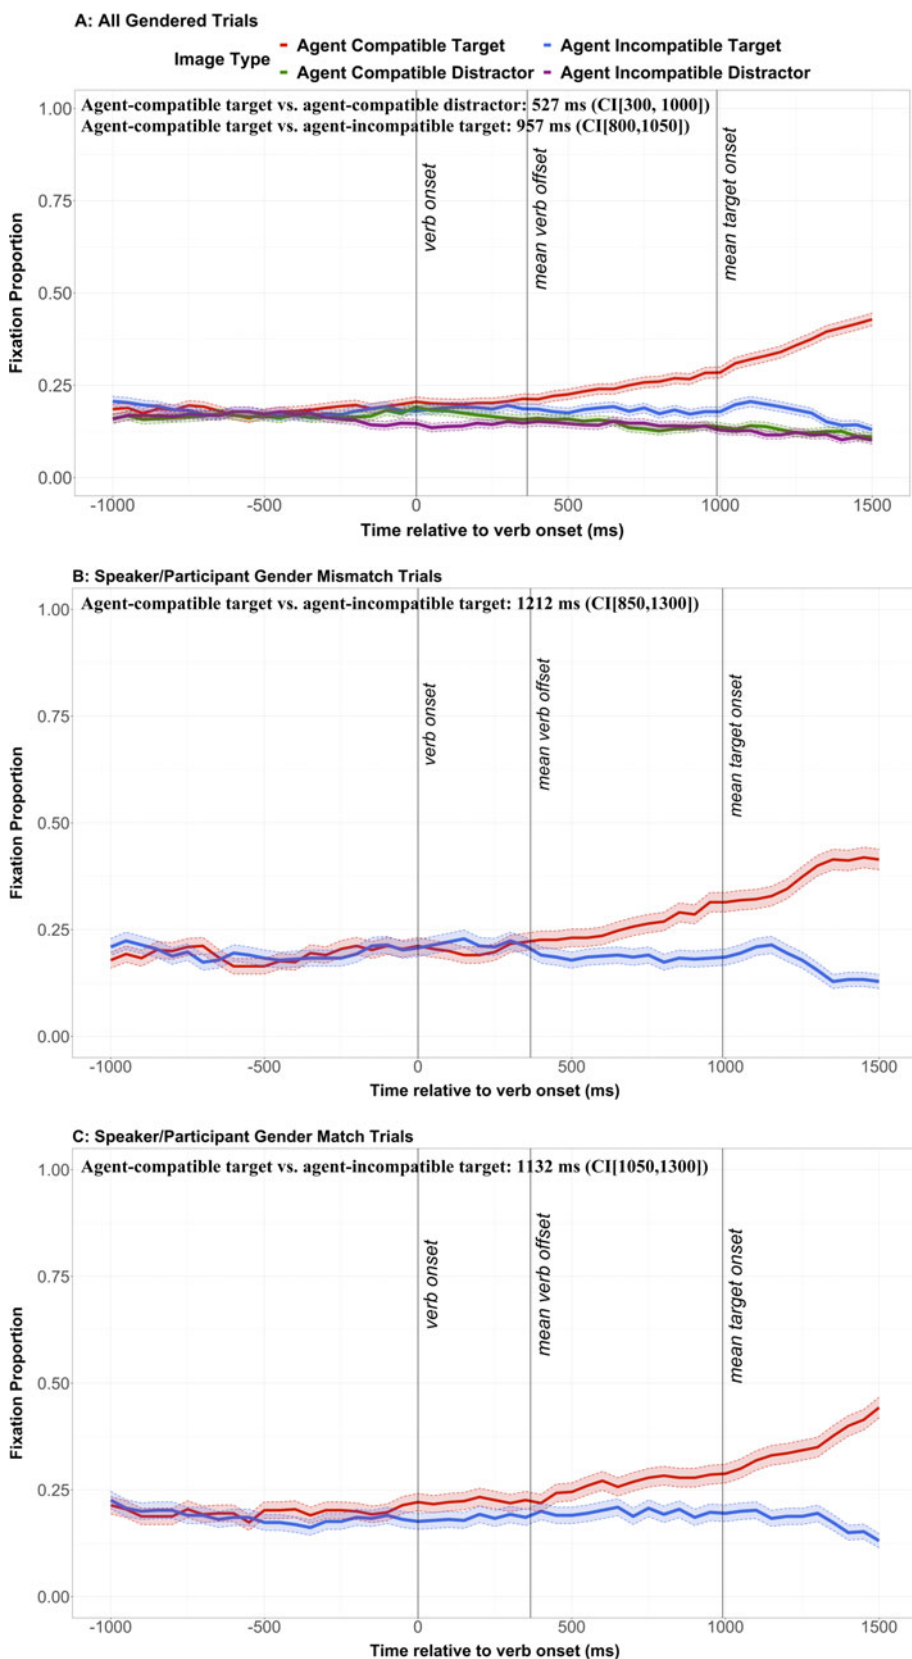 A: All Gendered Trials
Image Type
Agent Compatible Target
Agent Incompatible Target
Agent Compatible Distractor
Agent Incompatible Distractor
Agent-compatible target vs. agent-compatible distractor: 527 ms (CI[300, 1000])
Agent-compatible target vs. agent-incompatible target: 957 ms (CI[800,1050])
verb onset
mean verb offset
mean target onset
Fixation Proportion
1.00
0.75
0.50
0.25
0.00
-1000 -500 0 500 1000 1500
Time relative to verb onset (ms)
B: Speaker/Participant Gender Mismatch Trials
Agent-compatible target vs. agent-incompatible target: 1212 ms (CI[850,1300])
verb onset
mean verb offset
mean target onset
Fixation Proportion
1.00
0.75
0.50
0.25
0.00
-1000 -500 0 500 1000 1500
Time relative to verb onset (ms)
C: Speaker/Participant Gender Match Trials
Agent-compatible target vs. agent-incompatible target: 1132 ms (CI[1050,1300])
verb onset
mean verb offset
mean target onset
Fixation Proportion
1.00
0.75
0.50
0.25
0.00
-1000 -500 0 500 1000 1500
Time relative to verb onset (ms)